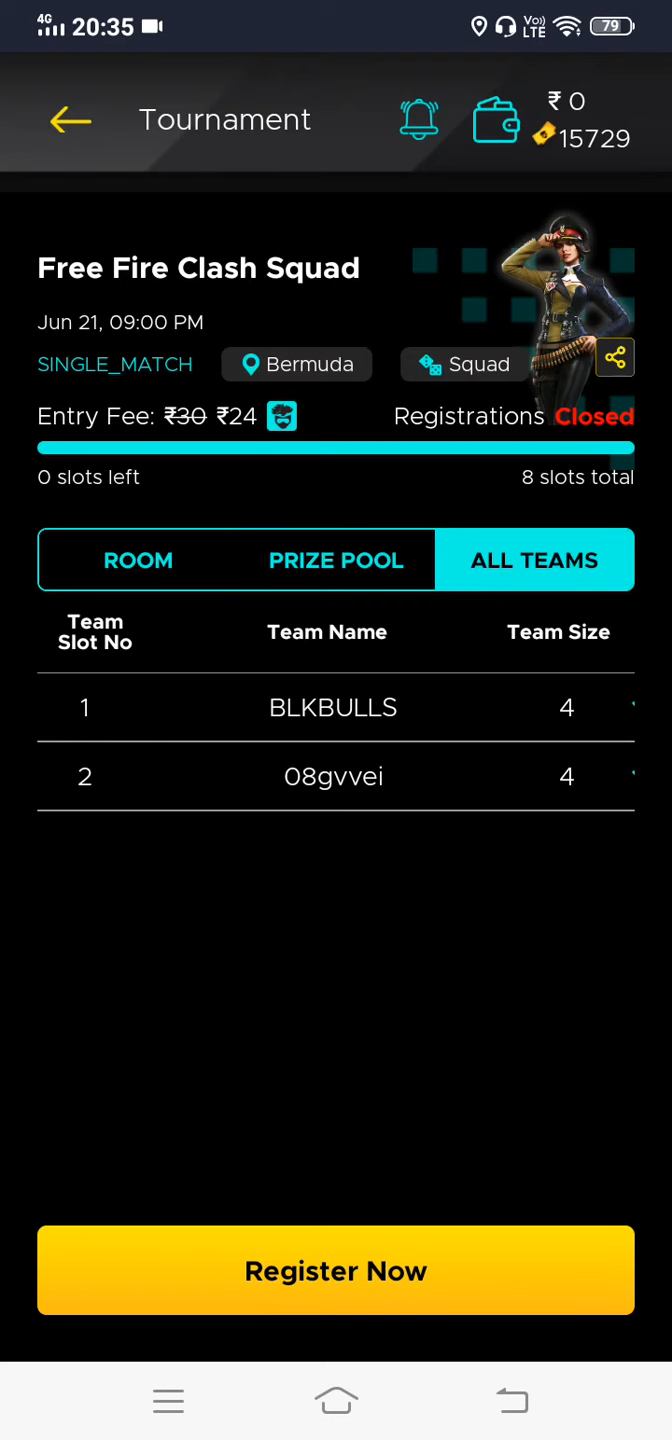 4G 20:35 Vo)) LTE 79
Tournament ₹ 0
15729
Free Fire Clash Squad
Jun 21, 09:00 PM
SINGLE_MATCH Bermuda Squad
Entry Fee: ₹30 ₹24 Registrations Closed
0 slots left 8 slots total
ROOM PRIZE POOL ALL TEAMS
Team Slot No Team Name Team Size
1 BLKBULLS 4
2 08gvvei 4
Register Now